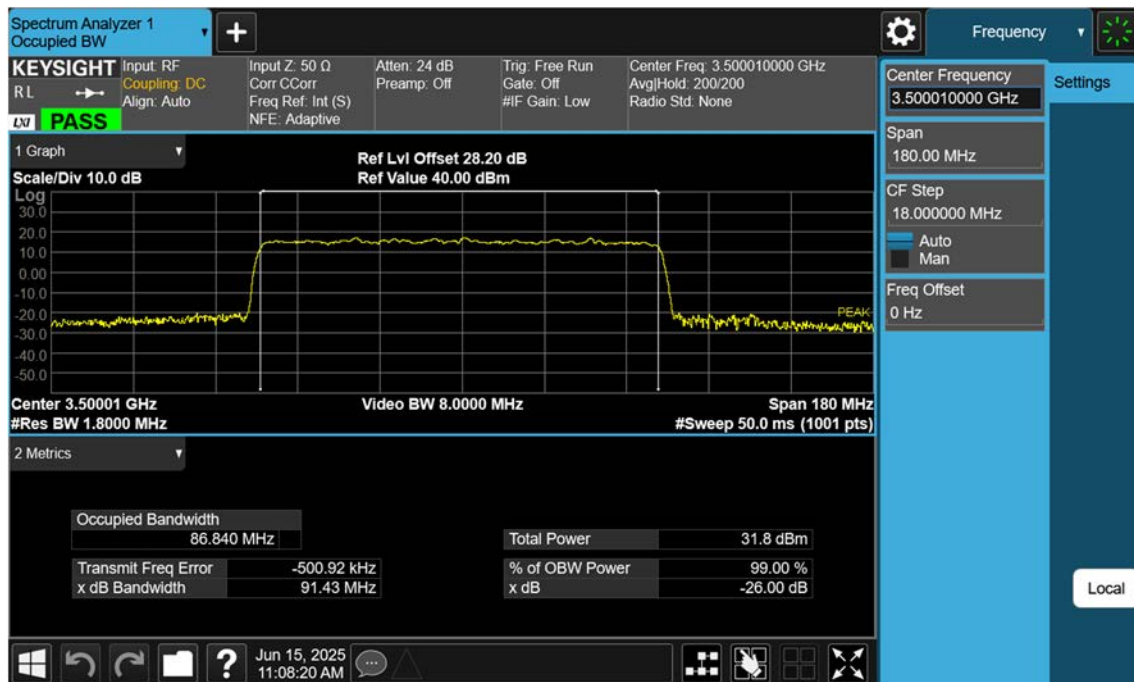 Spectrum Analyzer 1
Occupied BW
+
Frequency
KEYSIGHT
R L
LXI
PASS
Input: RF
Coupling: DC
Align: Auto
Input Z: 50 Ω
Corr CCorr
Freq Ref: Int (S)
NFE: Adaptive
Atten: 24 dB
Preamp: Off
Trig: Free Run
Gate: Off
#IF Gain: Low
Center Freq: 3.500010000 GHz
Avg|Hold: 200/200
Radio Std: None
Center Frequency
3.500010000 GHz
Settings
Span
180.00 MHz
CF Step
18.000000 MHz
Auto
Man
Freq Offset
0 Hz
Local
1 Graph
Scale/Div 10.0 dB
Ref Lvl Offset 28.20 dB
Ref Value 40.00 dBm
Log
30.0
20.0
10.0
0.00
-10.0
-20.0
-30.0
-40.0
-50.0
PEAK
Center 3.50001 GHz
#Res BW 1.8000 MHz
Video BW 8.0000 MHz
Span 180 MHz
#Sweep 50.0 ms (1001 pts)
2 Metrics
Occupied Bandwidth
86.840 MHz
Total Power 31.8 dBm
Transmit Freq Error -500.92 kHz
% of OBW Power 99.00 %
x dB Bandwidth 91.43 MHz
x dB -26.00 dB
?
Jun 15, 2025
11:08:20 AM